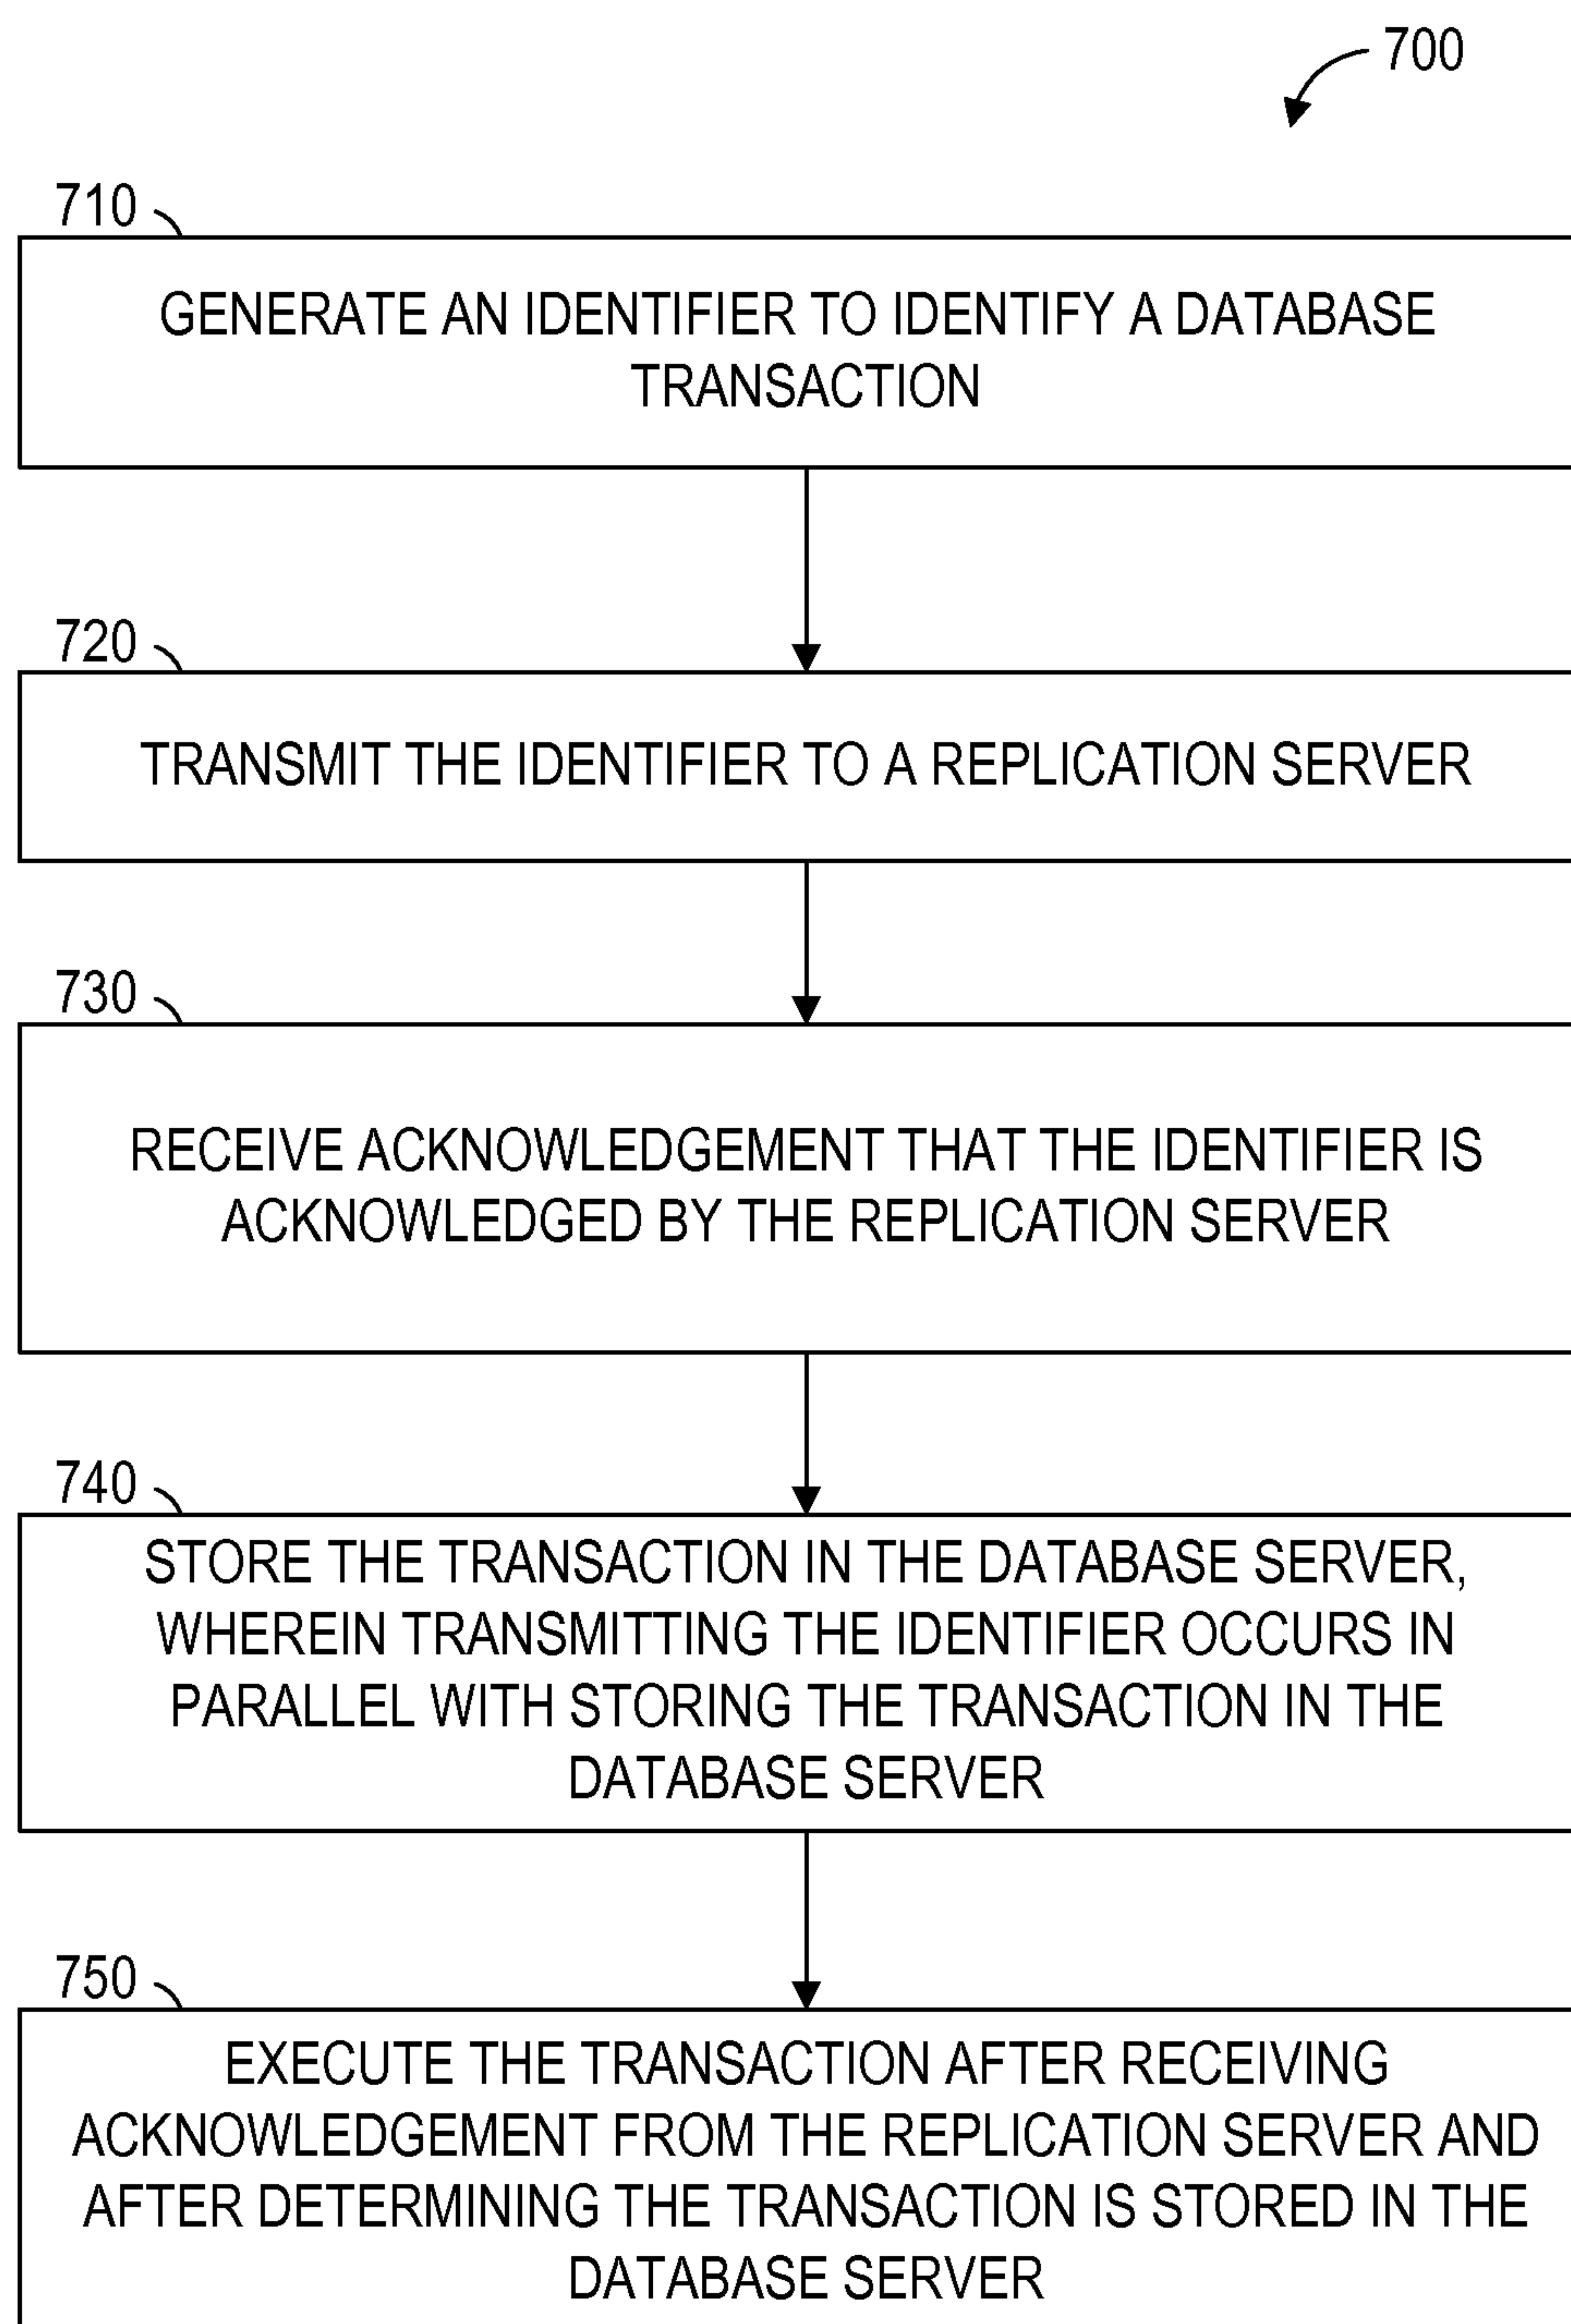 700
710
GENERATE AN IDENTIFIER TO IDENTIFY A DATABASE
TRANSACTION
720
TRANSMIT THE IDENTIFIER TO A REPLICATION SERVER
730
RECEIVE ACKNOWLEDGEMENT THAT THE IDENTIFIER IS
ACKNOWLEDGED BY THE REPLICATION SERVER
740
STORE THE TRANSACTION IN THE DATABASE SERVER,
WHEREIN TRANSMITTING THE IDENTIFIER OCCURS IN
PARALLEL WITH STORING THE TRANSACTION IN THE
DATABASE SERVER
750
EXECUTE THE TRANSACTION AFTER RECEIVING
ACKNOWLEDGEMENT FROM THE REPLICATION SERVER AND
AFTER DETERMINING THE TRANSACTION IS STORED IN THE
DATABASE SERVER